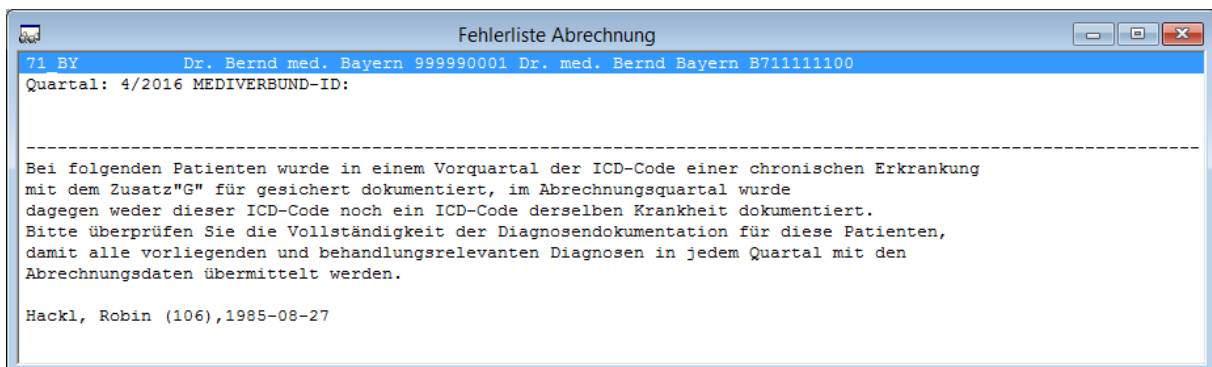 Fehlerliste Abrechnung
71_BY Dr. Bernd med. Bayern 999990001 Dr. med. Bernd Bayern B711111100
Quartal: 4/2016 MEDIVERBUND-ID:
Bei folgenden Patienten wurde in einem Vorquartal der ICD-Code einer chronischen Erkrankung
mit dem Zusatz"G" für gesichert dokumentiert, im Abrechnungsquartal wurde
dagegen weder dieser ICD-Code noch ein ICD-Code derselben Krankheit dokumentiert.
Bitte überprüfen Sie die Vollständigkeit der Diagnosendokumentation für diese Patienten,
damit alle vorliegenden und behandlungsrelevanten Diagnosen in jedem Quartal mit den
Abrechnungsdaten übermittelt werden.
Hackl, Robin (106),1985-08-27